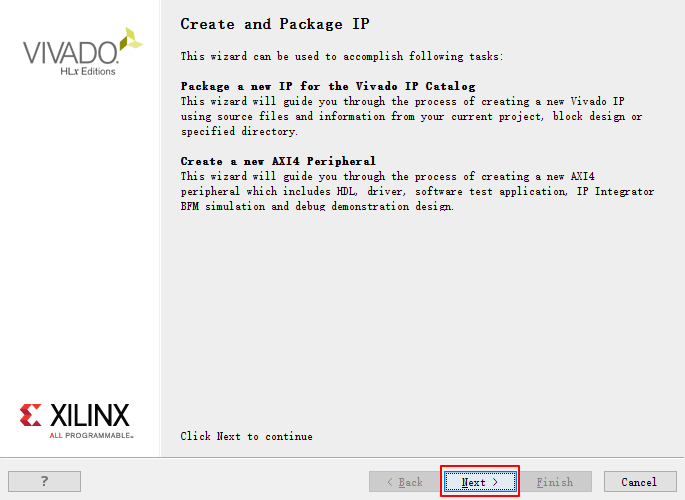 VIVADO.
HLx Editions
Create and Package IP
This wizard can be used to accomplish following tasks:
Package a new IP for the Vivado IP Catalog
This wizard will guide you through the process of creating a new Vivado IP
using source files and information from your current project, block design or
specified directory.
Create a new AXI4 Peripheral
This wizard will guide you through the process of creating a new AXI4
peripheral which includes HDL, driver, software test application, IP Integrator
BFM simulation and debug demonstration design.
XILINX
ALL PROGRAMMABLE™
Click Next to continue
?
< Back
Next >
Finish
Cancel